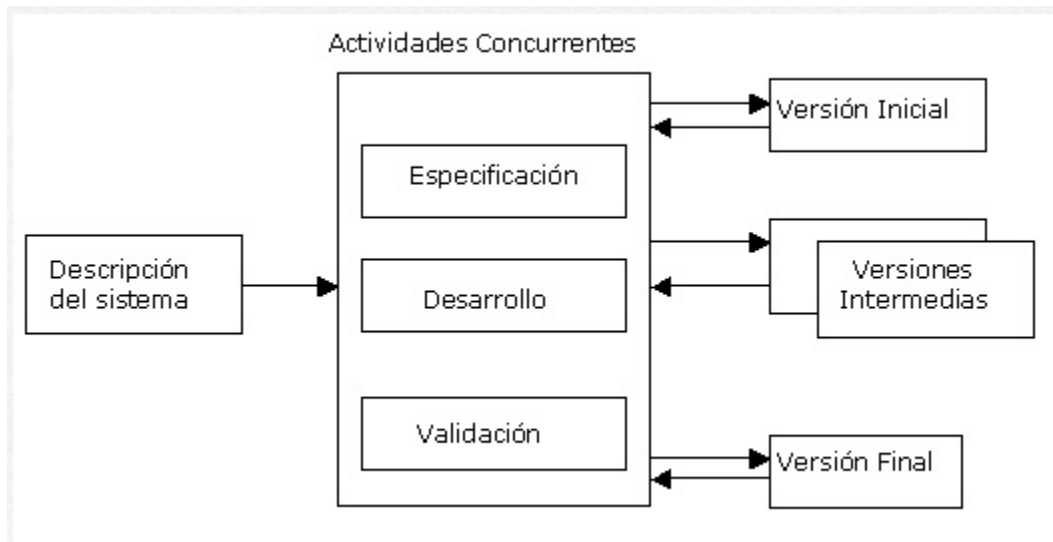 Actividades Concurrentes
Versión Inicial
Especificación
Descripción
del sistema
Desarrollo
Versiones
Intermedias
Validación
Versión Final